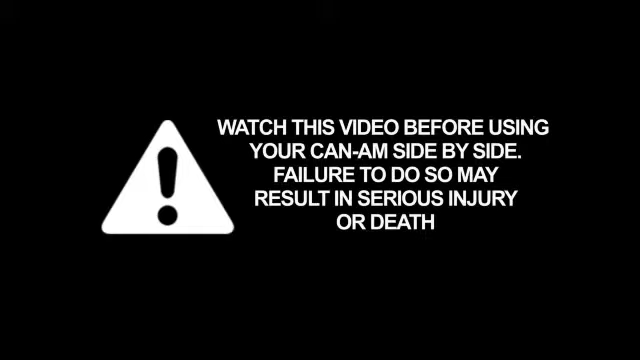 WATCH THIS VIDEO BEFORE USING
YOUR CAN-AM SIDE BY SIDE.
FAILURE TO DO SO MAY
RESULT IN SERIOUS INJURY
OR DEATH